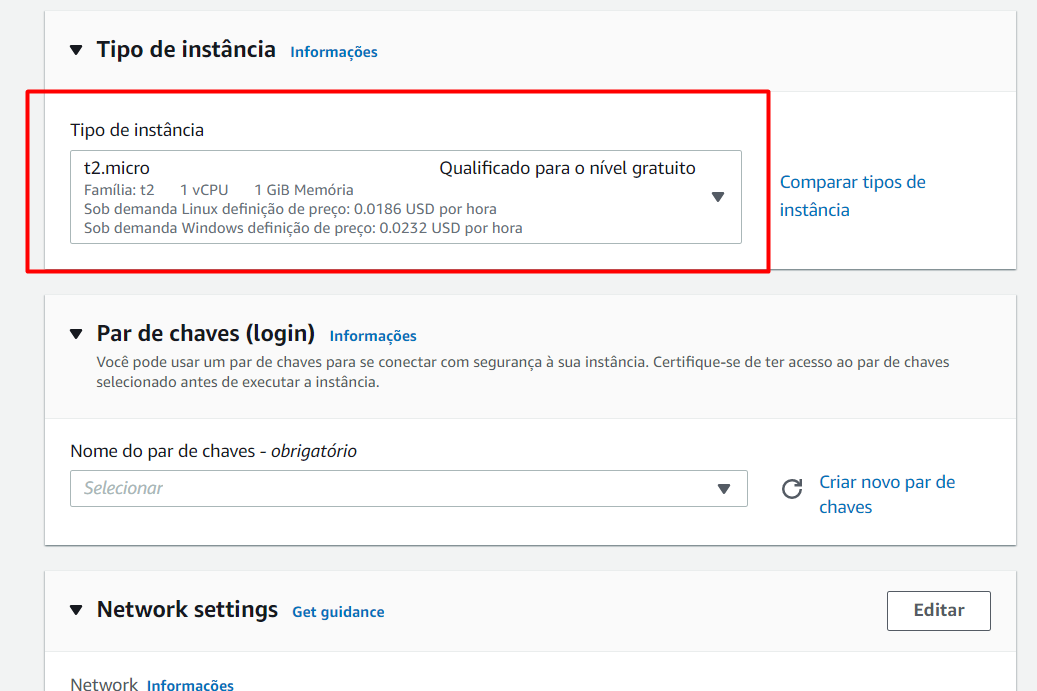 Tipo de instância Informações
Tipo de instância
t2.micro Qualificado para o nível gratuito
Família: t2 1 vCPU 1 GiB Memória
Sob demanda Linux definição de preço: 0.0186 USD por hora
Sob demanda Windows definição de preço: 0.0232 USD por hora
Comparar tipos de
instância
Par de chaves (login) Informações
Você pode usar um par de chaves para se conectar com segurança à sua instância. Certifique-se de ter acesso ao par de chaves
selecionado antes de executar a instância.
Nome do par de chaves - obrigatório
Selecionar
Criar novo par de
chaves
Network settings Get guidance
Editar
Network Informações